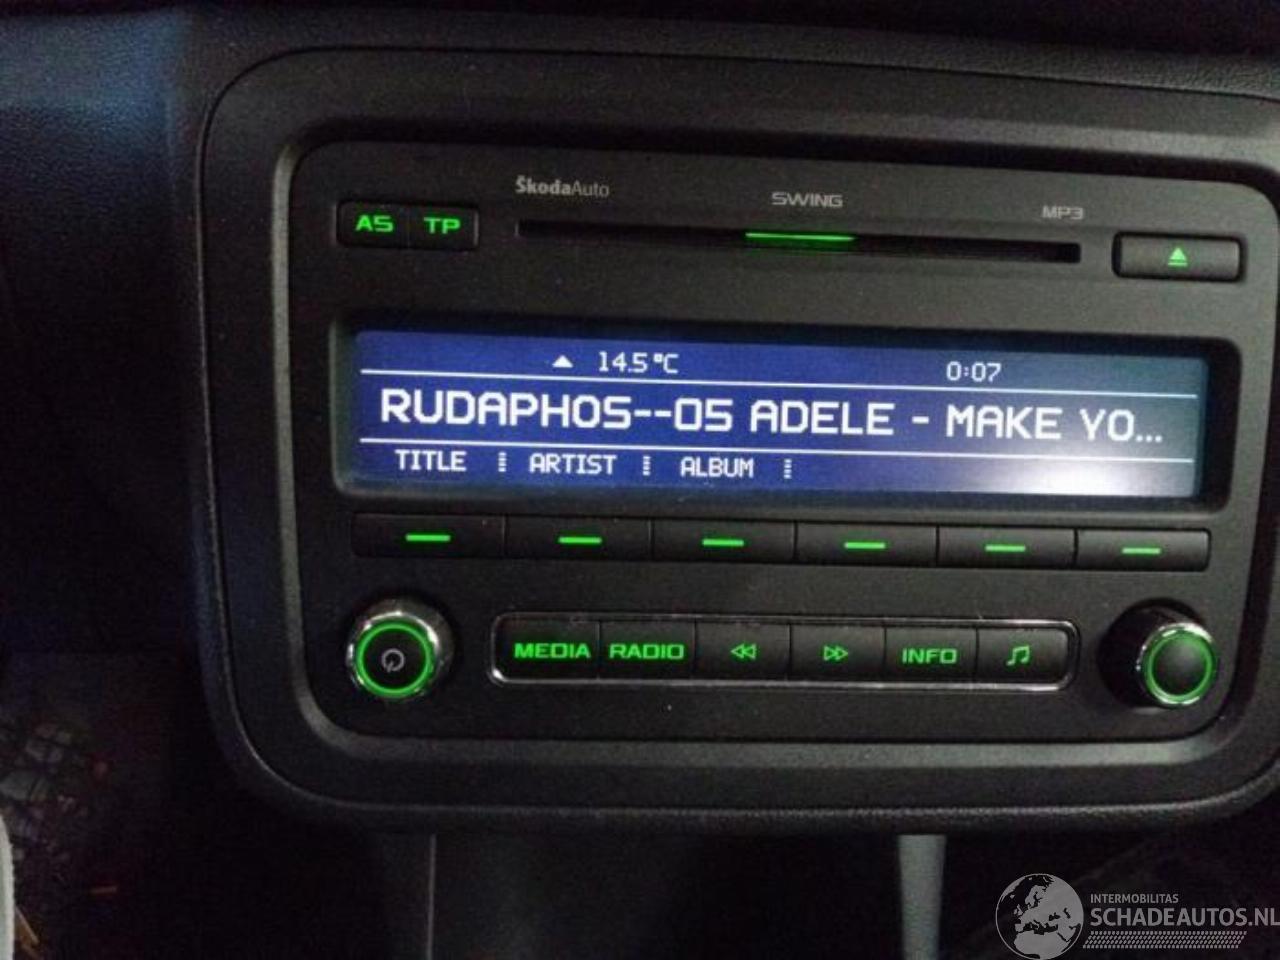 ŠkodaAuto
SWING
MP3
AS TP
14.5°C 0:07
RUDAPHOS--05 ADELE - MAKE YO...
TITLE ARTIST ALBUM
MEDIA RADIO INFO
INTERMOBILITAS
SCHADEAUTOS.NL